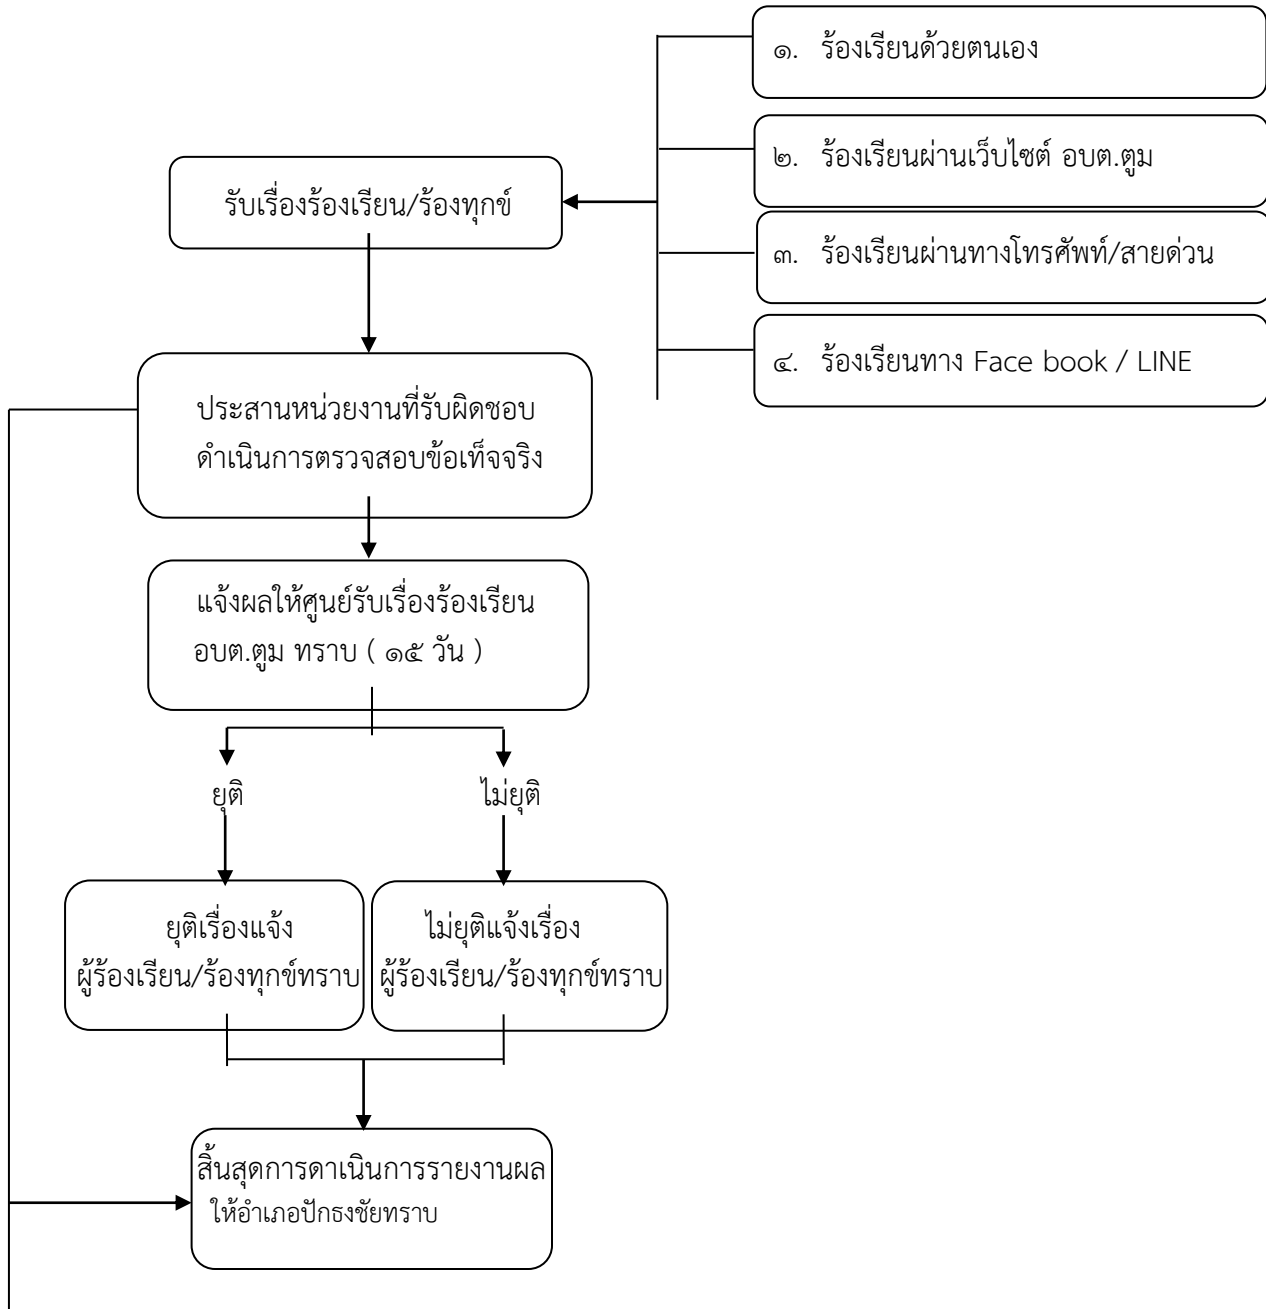 ๑. ร้องเรียนด้วยตนเอง
๒. ร้องเรียนผ่านเว็บไซต์ อบต.ตูม
รับเรื่องร้องเรียน/ร้องทุกข์
๓. ร้องเรียนผ่านทางโทรศัพท์/สายด่วน
๔. ร้องเรียนทาง Face book / LINE
ประสานหน่วยงานที่รับผิดชอบ
ดำเนินการตรวจสอบข้อเท็จจริง
แจ้งผลให้ศูนย์รับเรื่องร้องเรียน
อบต.ตูม ทราบ ( ๑๕ วัน )
ยุติ
ไม่ยุติ
ยุติเรื่องแจ้ง
ผู้ร้องเรียน/ร้องทุกข์ทราบ
ไม่ยุติแจ้งเรื่อง
ผู้ร้องเรียน/ร้องทุกข์ทราบ
สิ้นสุดการดาเนินการรายงานผล
ให้อำเภอปักธงชัยทราบ